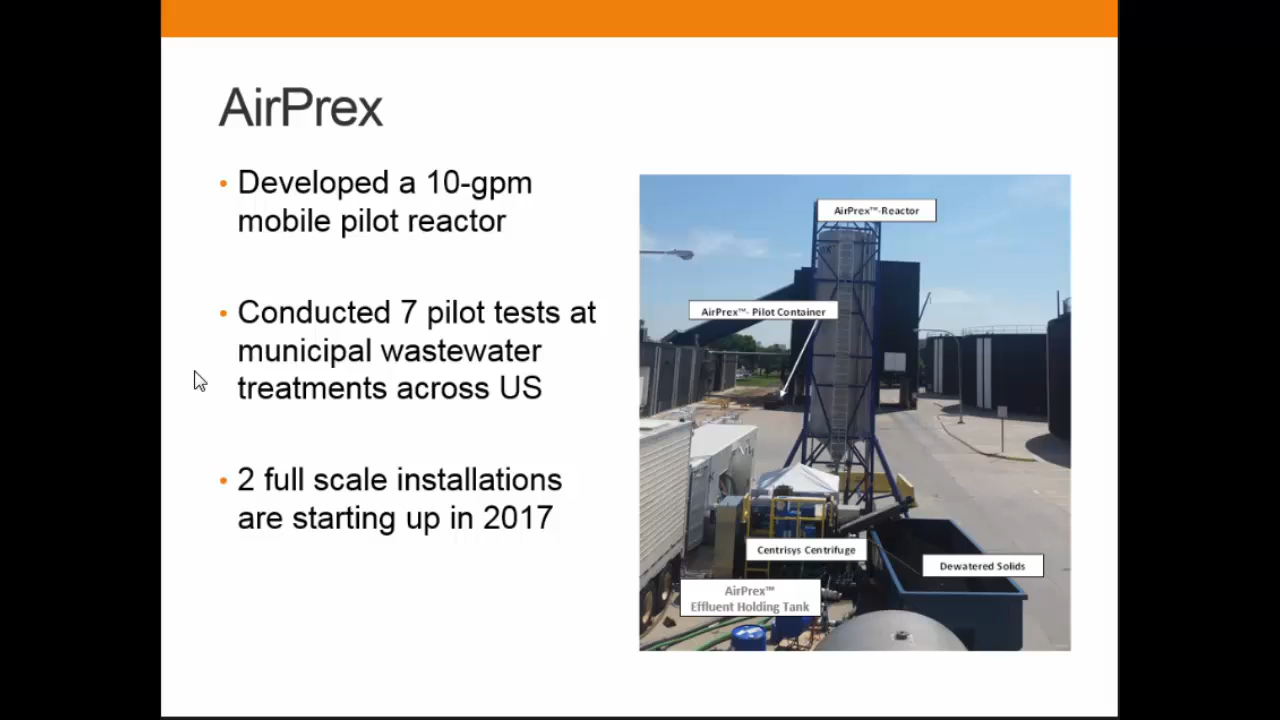 AirPrex
• Developed a 10-gpm
mobile pilot reactor
• Conducted 7 pilot tests at
municipal wastewater
treatments across US
• 2 full scale installations
are starting up in 2017
AirPrex™-Reactor
AirPrex™- Pilot Container
Centrisys Centrifuge
Dewatered Solids
AirPrex™
Effluent Holding Tank